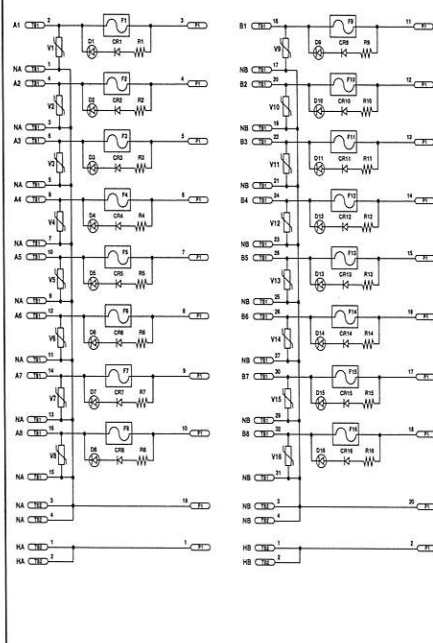 A1 TB1 2 F1 3 P1
D1 CR1 R1
V1
NA TB1 1
A2 TB1 4 F2 4 P1
D2 CR2 R2
V2
NA TB1 3
A3 TB1 6 F3 5 P1
D3 CR3 R3
V3
NA TB1 5
A4 TB1 8 F4 6 P1
D4 CR4 R4
V4
NA TB1 7
A5 TB1 10 F5 7 P1
D5 CR5 R5
V5
NA TB1 9
A6 TB1 12 F6 8 P1
D6 CR6 R6
V6
NA TB1 11
A7 TB1 14 F7 9 P1
D7 CR7 R7
V7
NA TB1 13
A8 TB1 16 F8 10 P1
D8 CR8 R8
V8
NA TB1 15
NA TB2 3 19 P1
NA TB2 4
HA TB2 1 1 P1
HA TB2 2
B1 TB1 18 F9 11 P1
D9 CR9 R9
V9
NB TB1 17
B2 TB1 20 F10 12 P1
D10 CR10 R10
V10
NB TB1 19
B3 TB1 22 F11 13 P1
D11 CR11 R11
V11
NB TB1 21
B4 TB1 24 F12 14 P1
D12 CR12 R12
V12
NB TB1 23
B5 TB1 26 F13 15 P1
D13 CR13 R13
V13
NB TB1 25
B6 TB1 28 F14 16 P1
D14 CR14 R14
V14
NB TB1 27
B7 TB1 30 F15 17 P1
D15 CR15 R15
V15
NB TB1 29
B8 TB1 32 F16 18 P1
D16 CR16 R16
V16
NB TB1 31
NB TB2 3 20 P1
NB TB2 4
HB TB2 1 2 P1
HB TB2 2